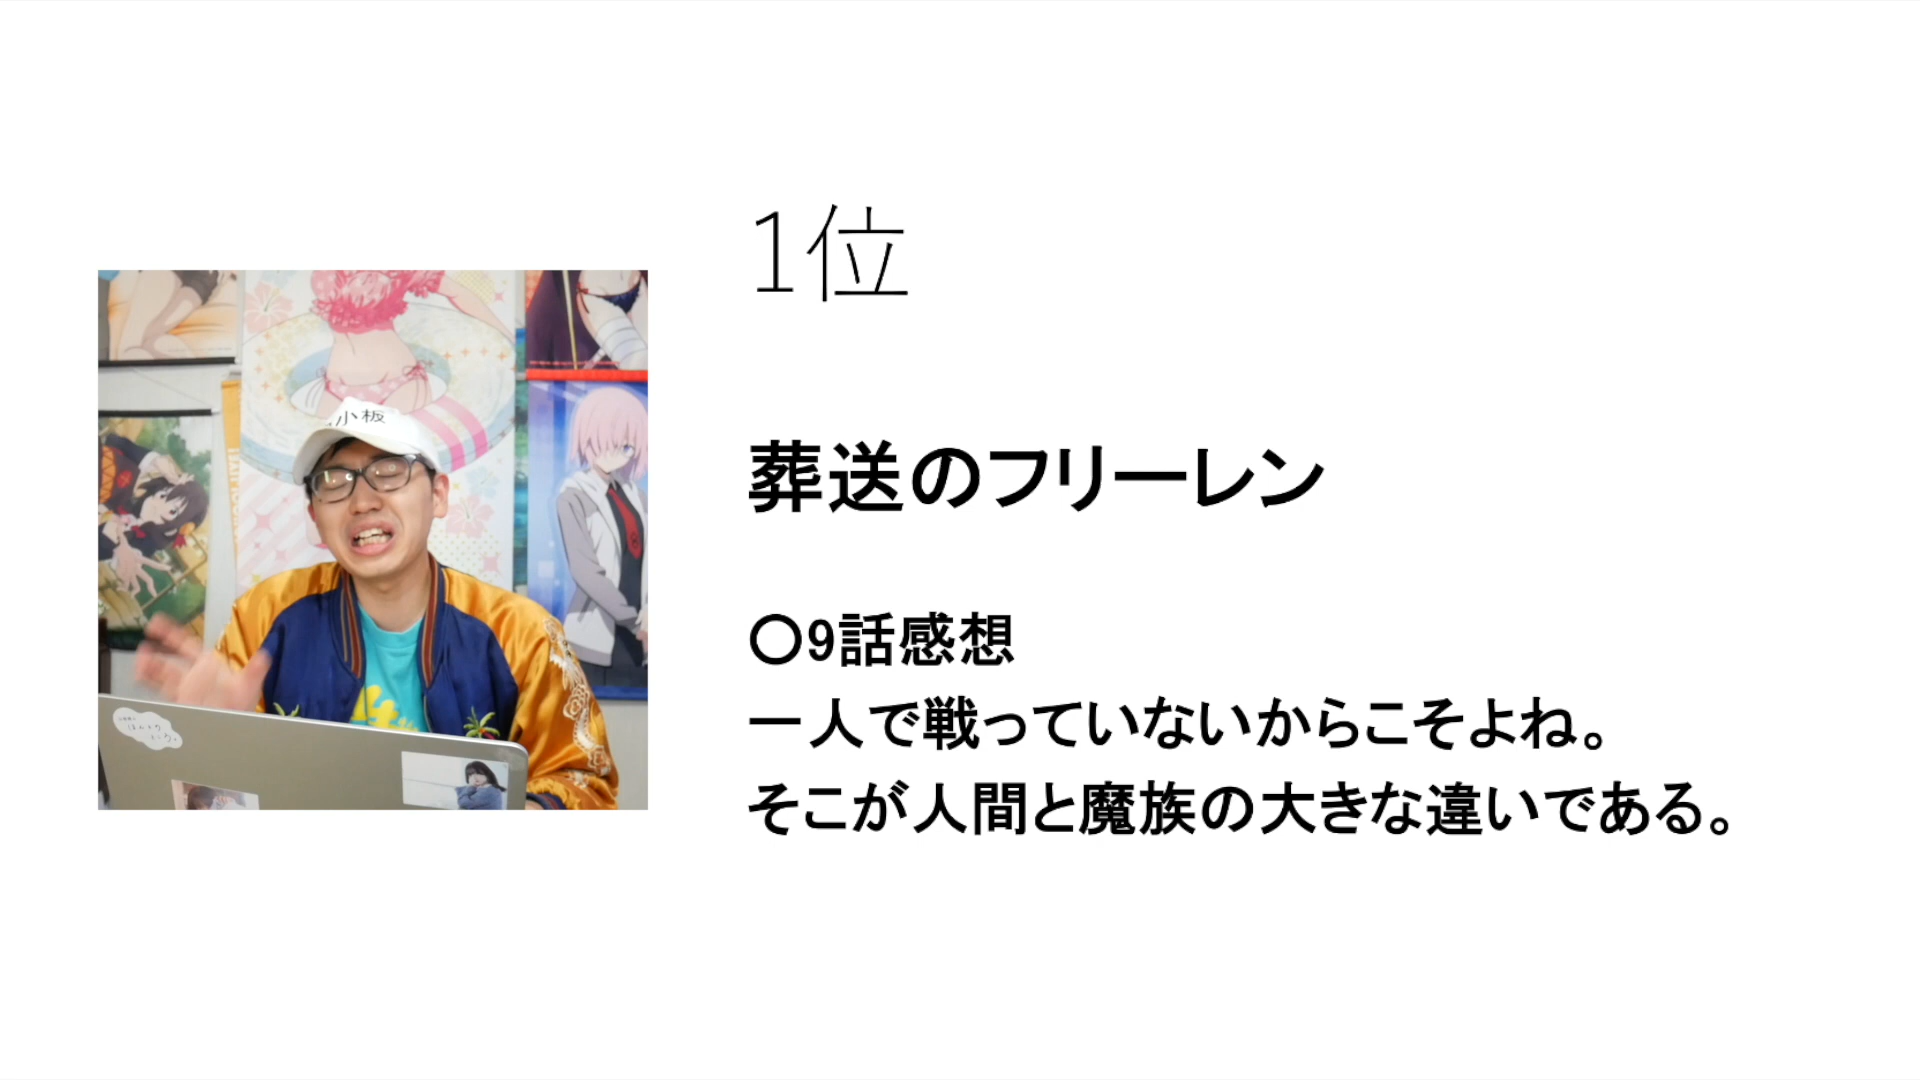 1位
葬送のフリーレン
〇9話感想
一人で戦っていないからこそよね。
そこが人間と魔族の大きな違いである。
小板